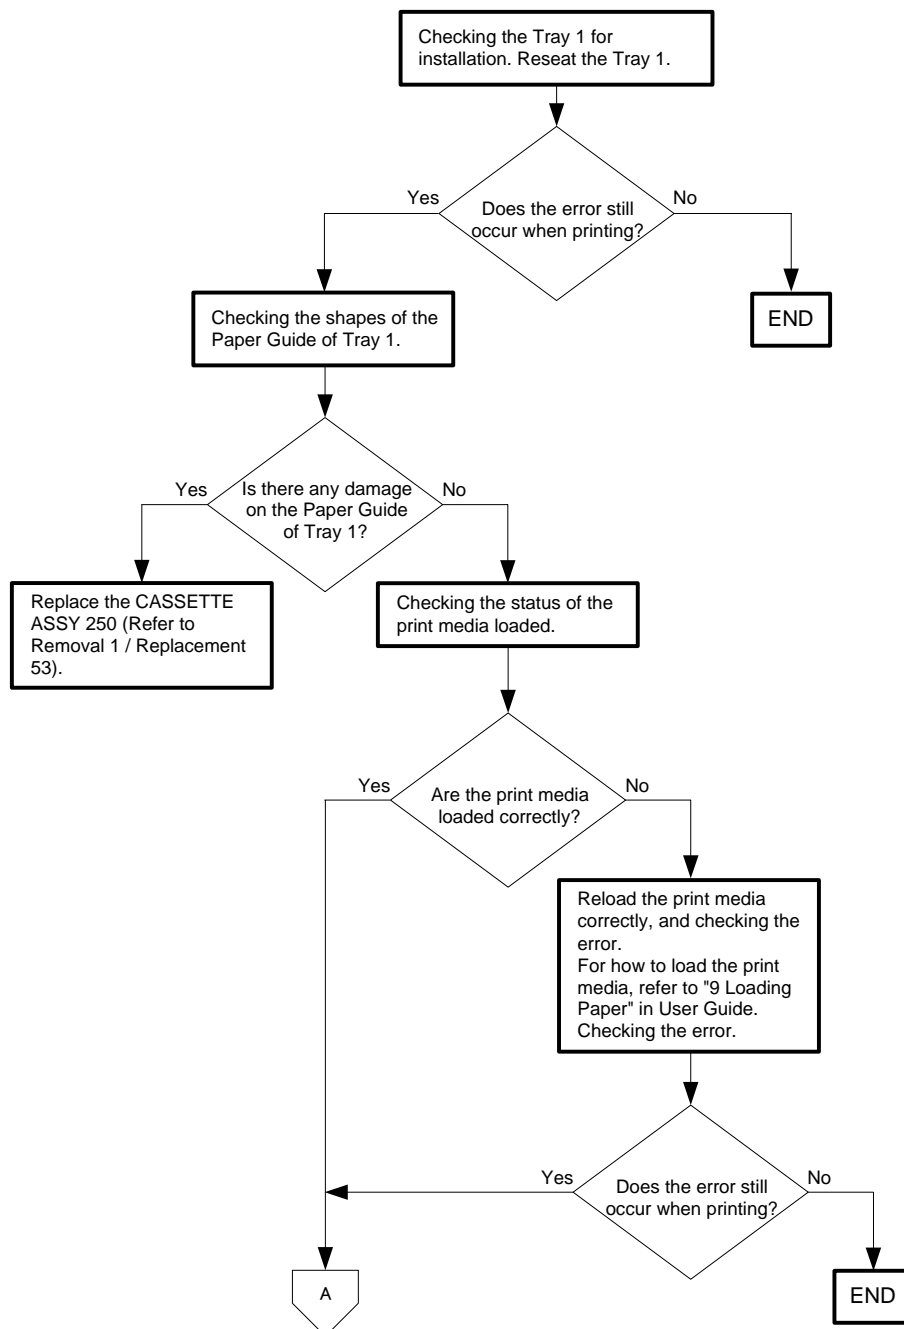 Checking the Tray 1 for
installation. Reseat the Tray 1.
Yes
No
Does the error still
occur when printing?
Checking the shapes of the
Paper Guide of Tray 1.
END
Yes
No
Is there any damage
on the Paper Guide
of Tray 1?
Replace the CASSETTE
ASSY 250 (Refer to
Removal 1 / Replacement
53).
Checking the status of the
print media loaded.
Yes
No
Are the print media
loaded correctly?
Reload the print media
correctly, and checking the
error.
For how to load the print
media, refer to "9 Loading
Paper" in User Guide.
Checking the error.
Yes
No
Does the error still
occur when printing?
A
END